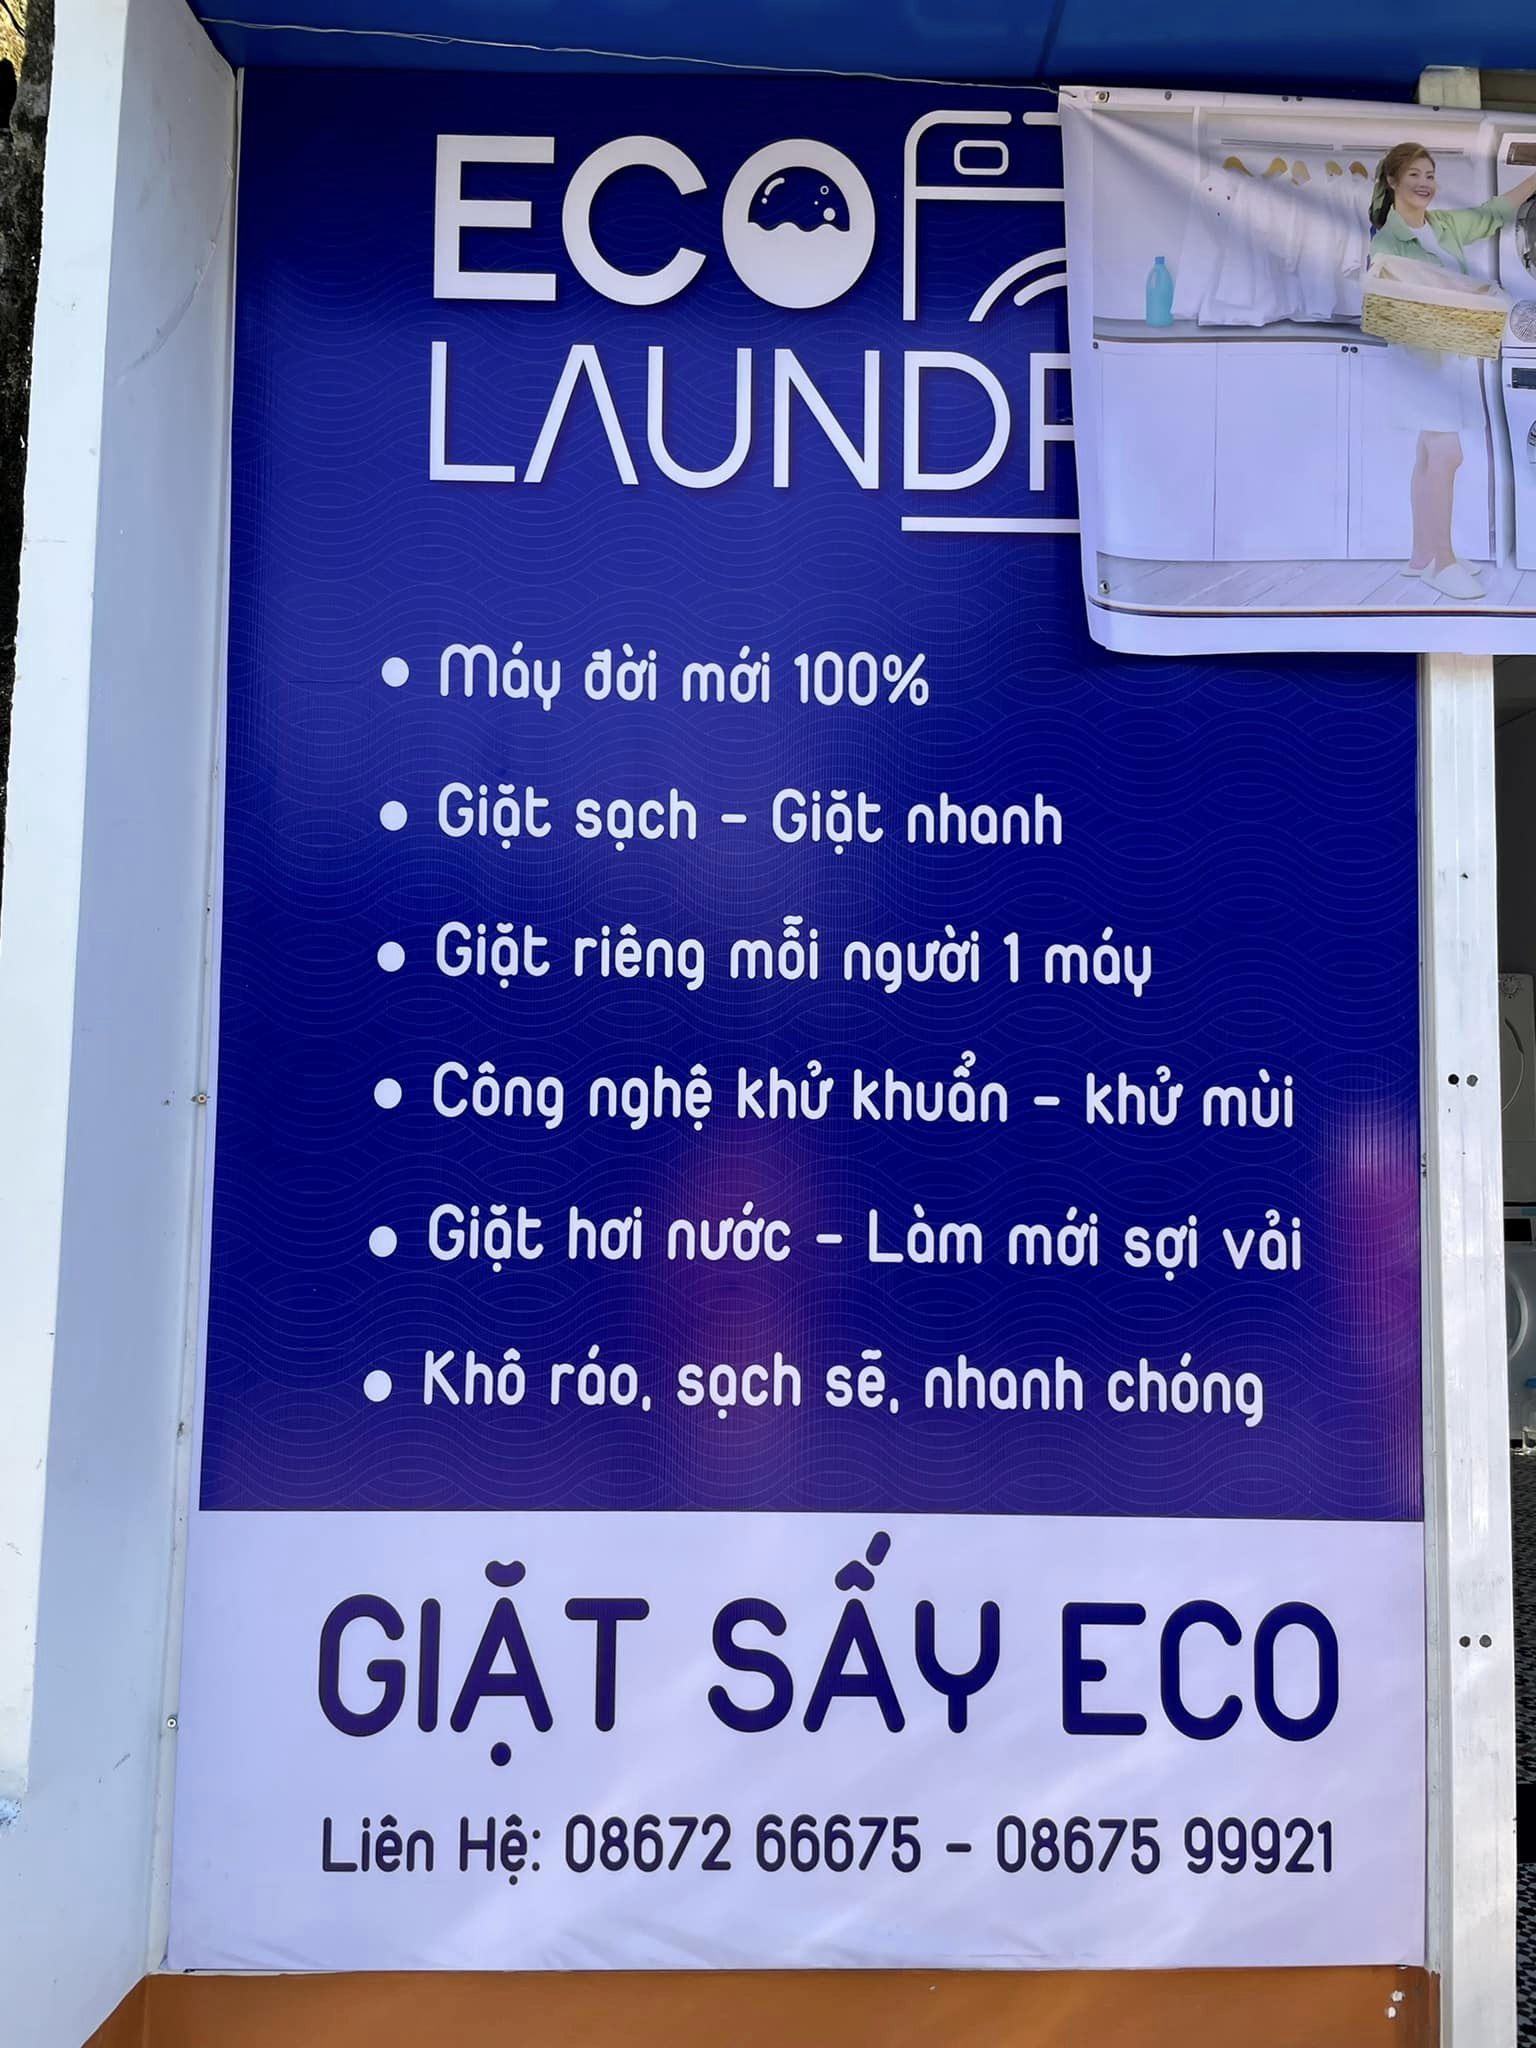 ECO
LAUND
• Máy đời mới 100%
• Giặt sạch - Giặt nhanh
• Giặt riêng mỗi người 1 máy
• Công nghệ khử khuẩn - khử mùi
• Giặt hơi nước - Làm mới sợi vải
• Khô ráo, sạch sẽ, nhanh chóng
GIẶT SẤY ECO
Liên Hệ: 08672 66675 - 08675 99921